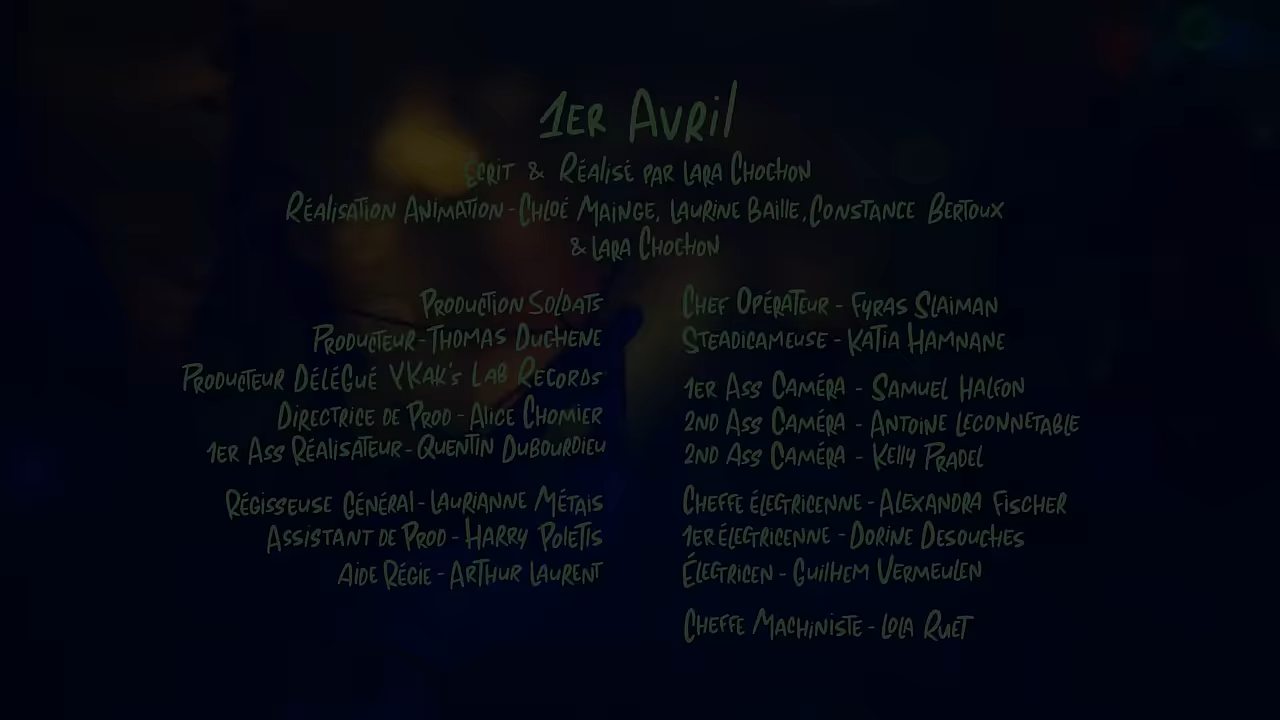 1er Avril
Écrit & Réalisé par Lara Chochon
Réalisation Animation - Chloé Mainge, Laurine Baille, Constance Bertoux
& Lara Chochon
Production Soldats
Producteur - Thomas Duchene
Producteur Délégué YKak's Lab Records
Directrice de Prod - Alice Chomier
1er Ass Réalisateur - Quentin Dubourdieu
Régisseuse Général - Laurianne Métais
Assistant de Prod - Harry Poletis
Aide Régie - Arthur Laurent
Chef Opérateur - Fyras Slaiman
Steadicameuse - Katia Hamnane
1er Ass Caméra - Samuel Halfon
2nd Ass Caméra - Antoine Leconnetable
2nd Ass Caméra - Kelly Pradel
Cheffe électricenne - Alexandra Fischer
1er électricenne - Dorine Desouches
Électricen - Guilhem Vermeulen
Cheffe Machiniste - Lola Ruet